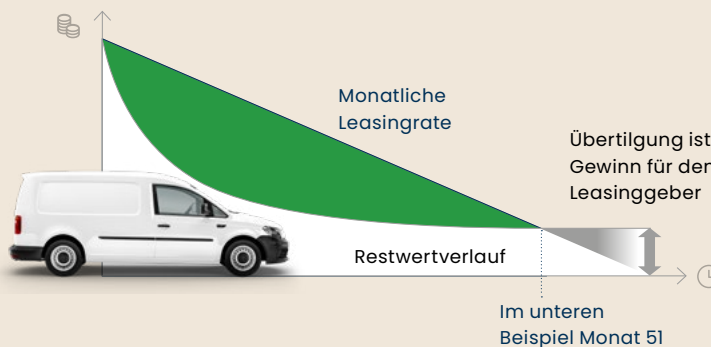 Monatliche
Leasingrate
Übertilgung ist
Gewinn für den
Leasinggeber
Restwertverlauf
Im unteren
Beispiel Monat 51